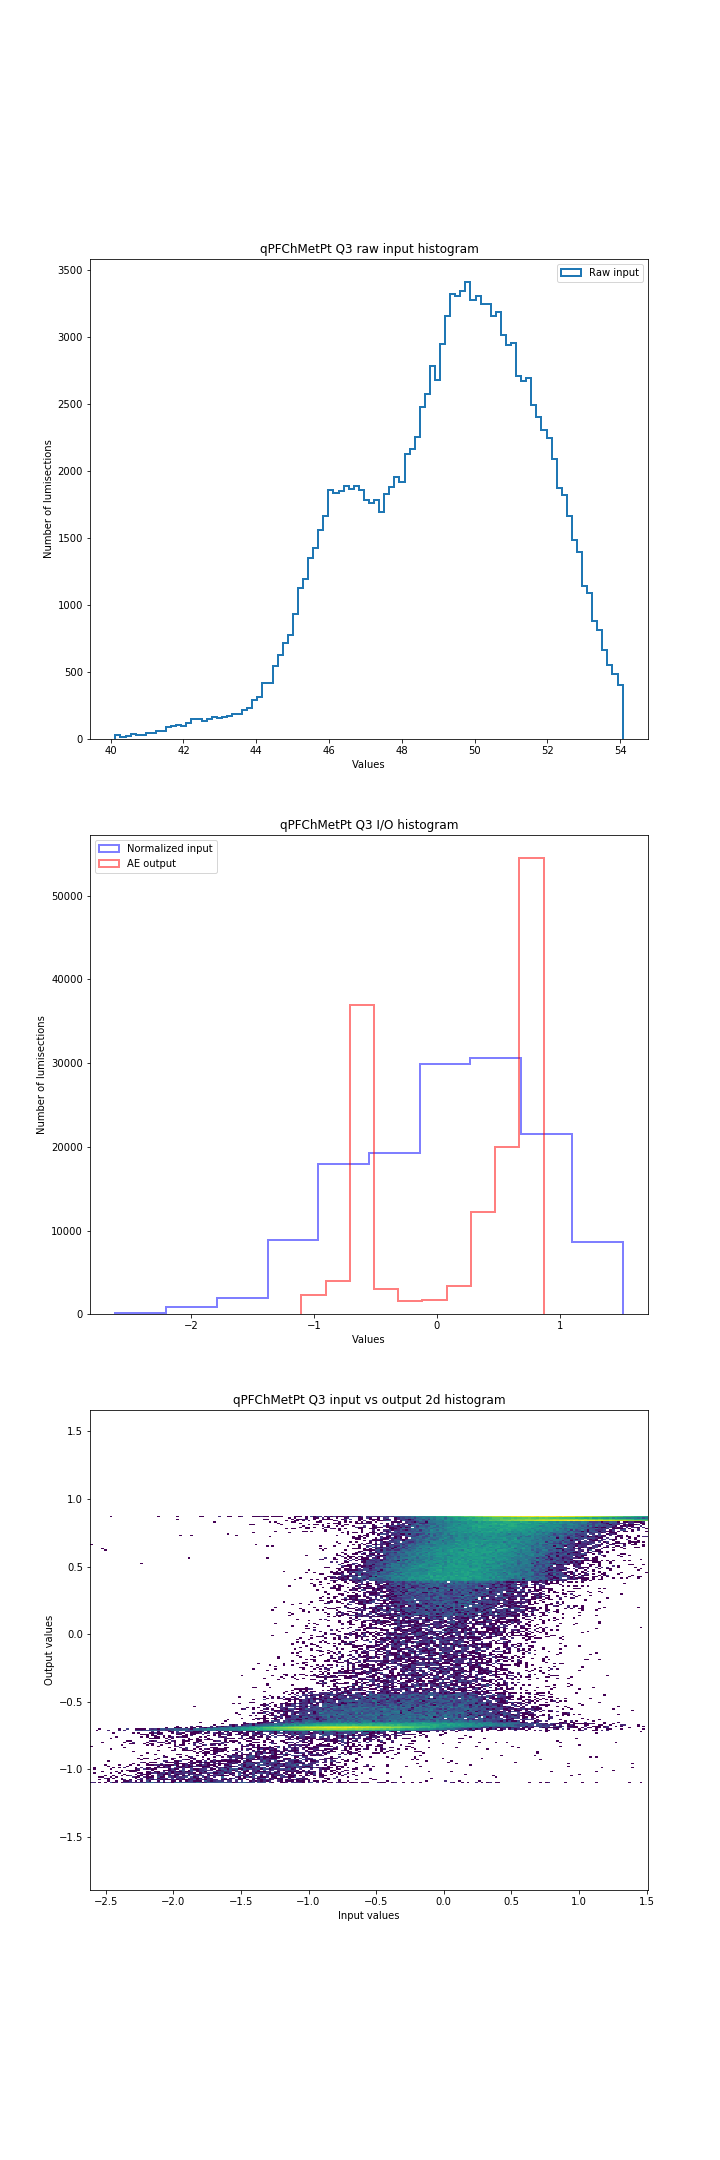 qPFChMetPt Q3 raw input histogram
Raw input
3500
3000
2500
2000
1500
1000
500
0
Number of lumisections
40 42 44 46 48 50 52 54
Values
qPFChMetPt Q3 I/O histogram
Normalized input
AE output
50000
40000
30000
20000
10000
0
Number of lumisections
−2 −1 0 1
Values
qPFChMetPt Q3 input vs output 2d histogram
1.5
1.0
0.5
0.0
−0.5
−1.0
−1.5
Output values
−2.5 −2.0 −1.5 −1.0 −0.5 0.0 0.5 1.0 1.5
Input values